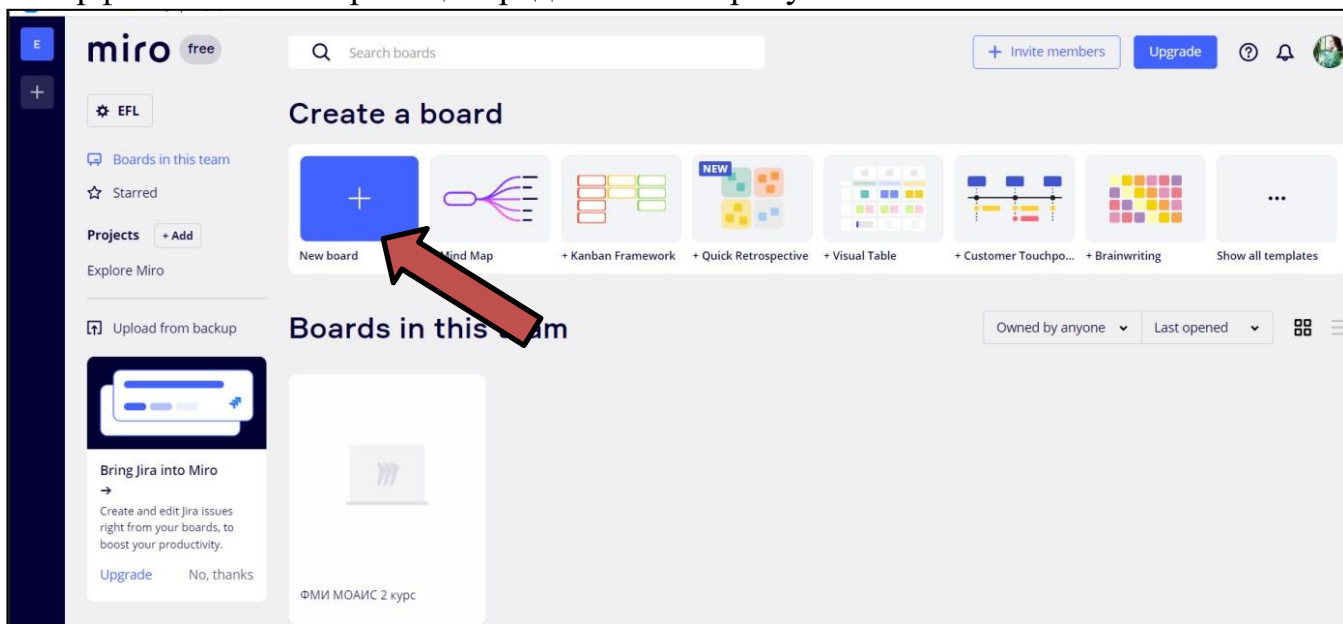 E
miro free
Search boards
+ Invite members
Upgrade
EFL
Create a board
Boards in this team
Starred
NEW
Projects + Add
New board
Mind Map
+ Kanban Framework
+ Quick Retrospective
+ Visual Table
+ Customer Touchpo...
+ Brainwriting
Show all templates
Explore Miro
Upload from backup
Boards in this team
Owned by anyone
Last opened
Bring Jira into Miro
→
Create and edit Jira issues
right from your boards, to
boost your productivity.
Upgrade No, thanks
ФМИ МОАИС 2 курс